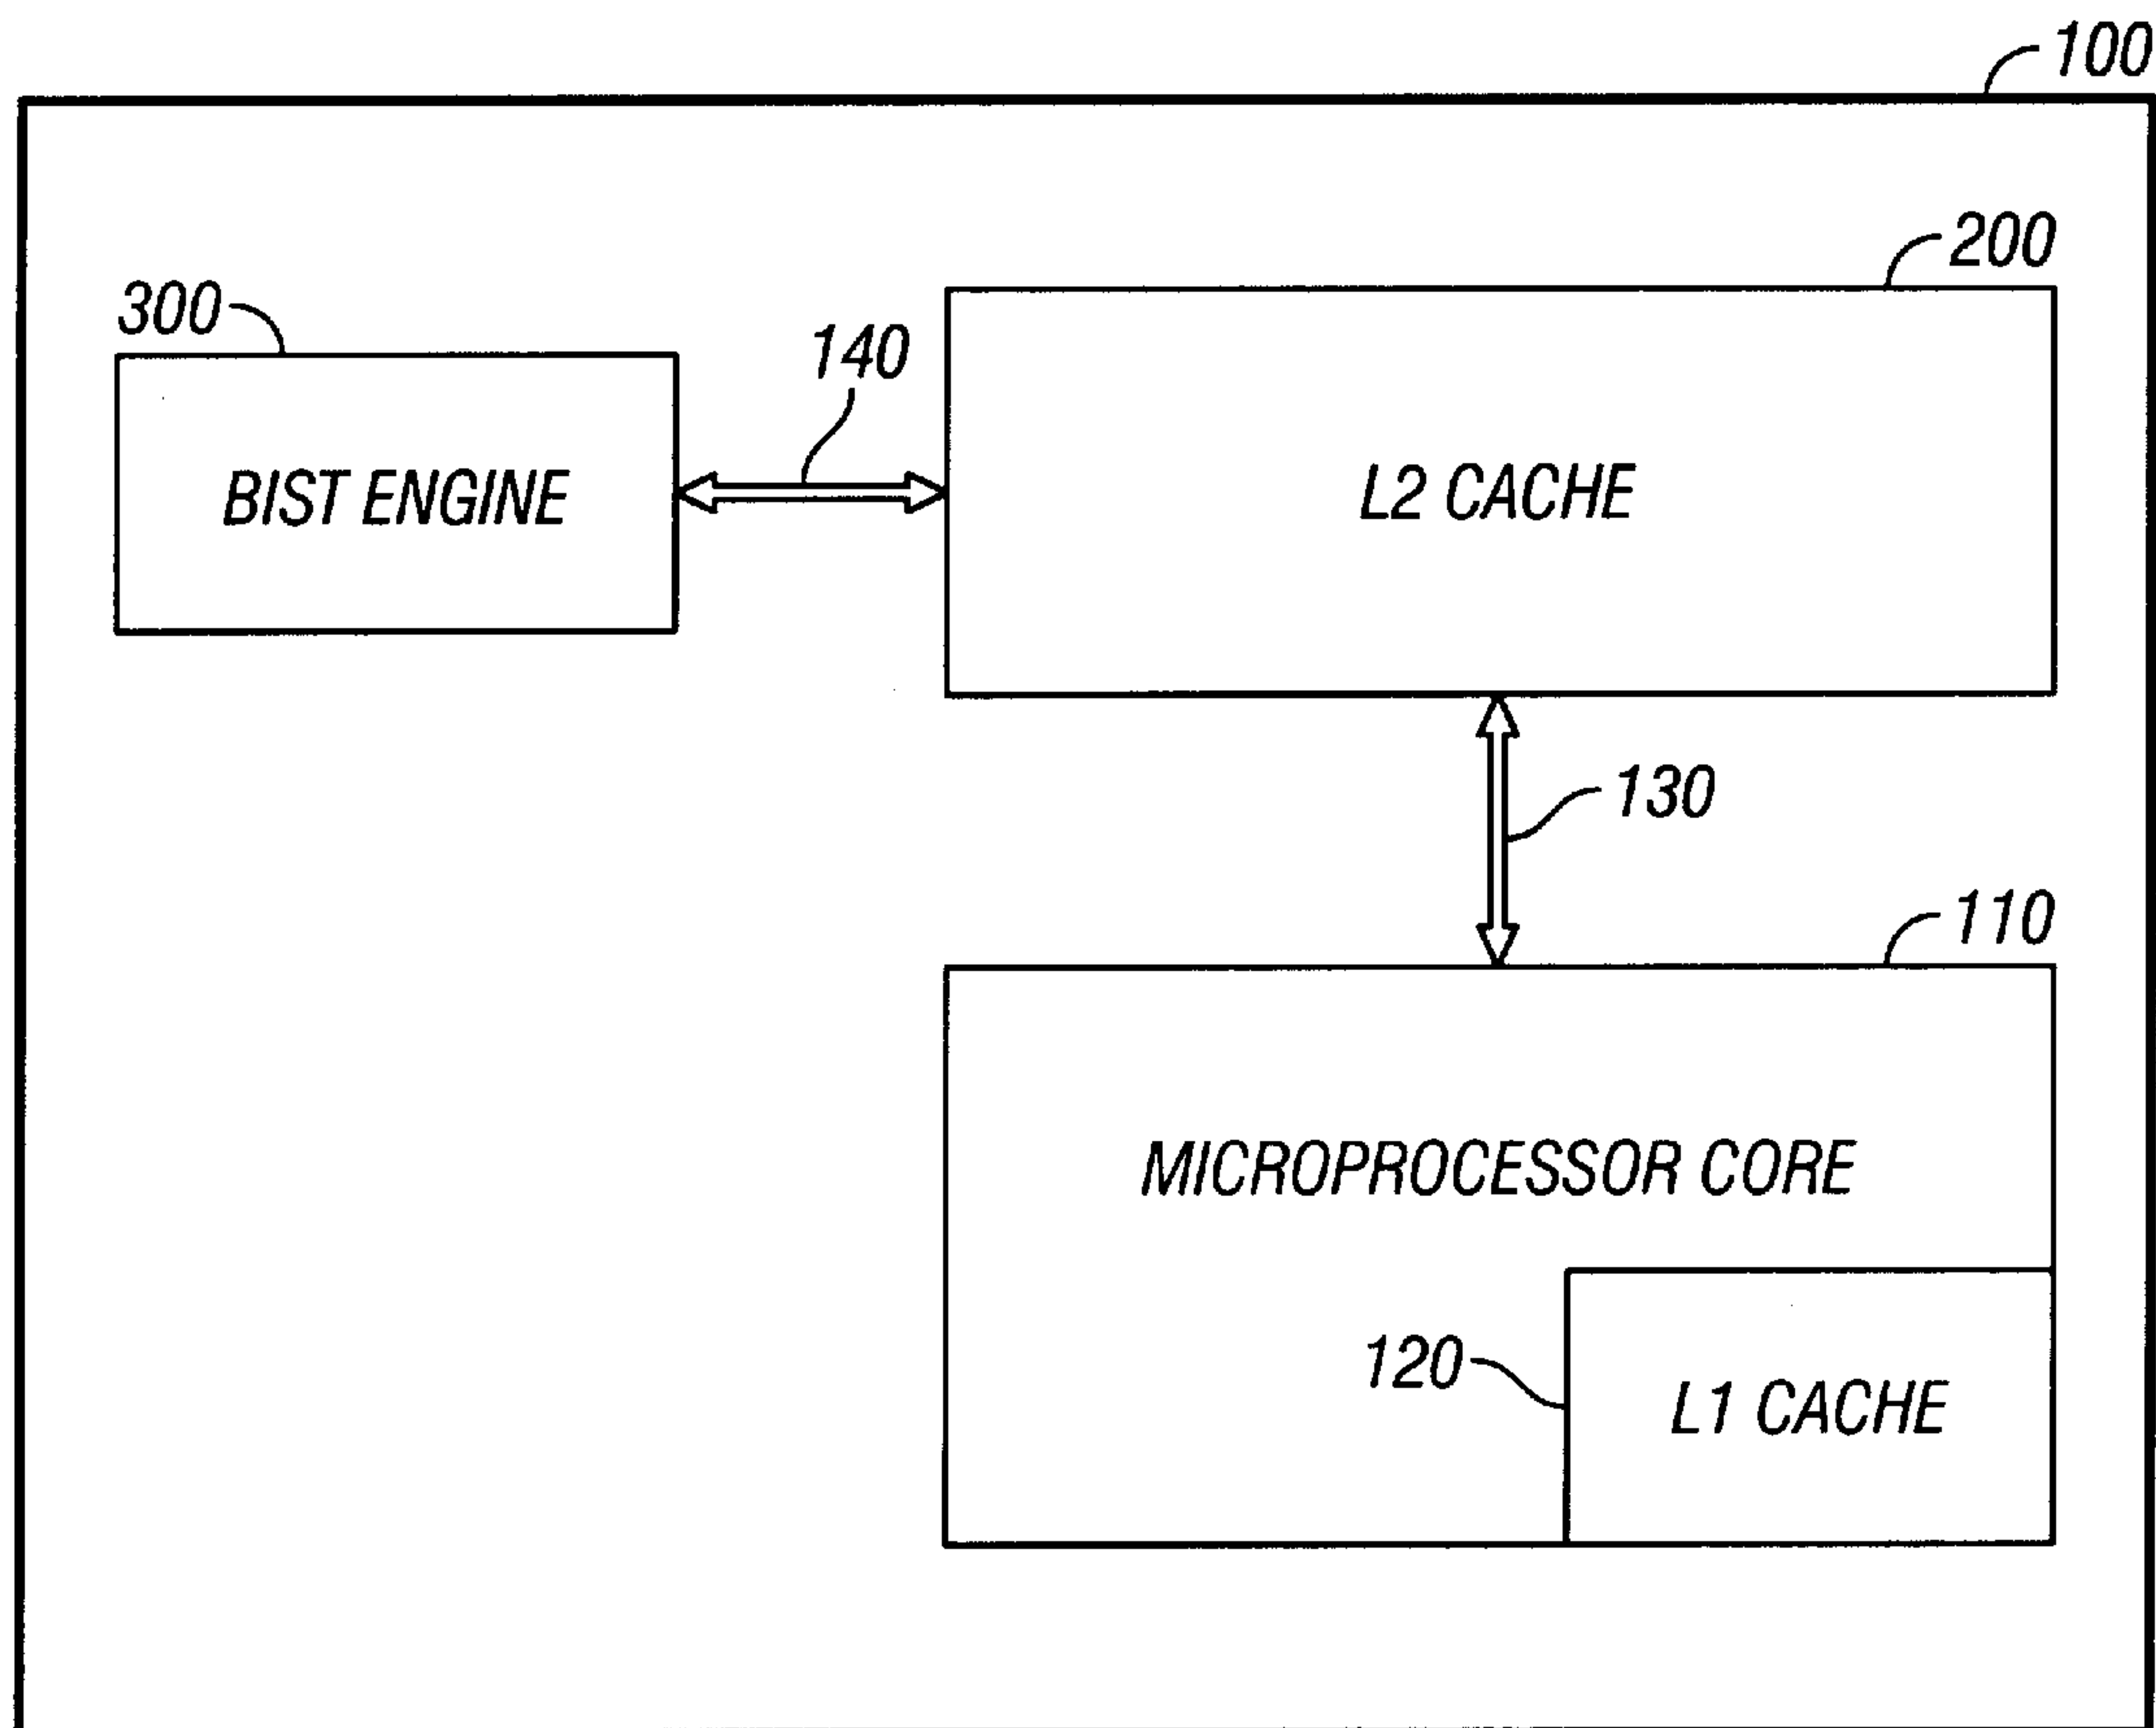 100
200
300
140
BIST ENGINE
L2 CACHE
130
110
MICROPROCESSOR CORE
120
L1 CACHE